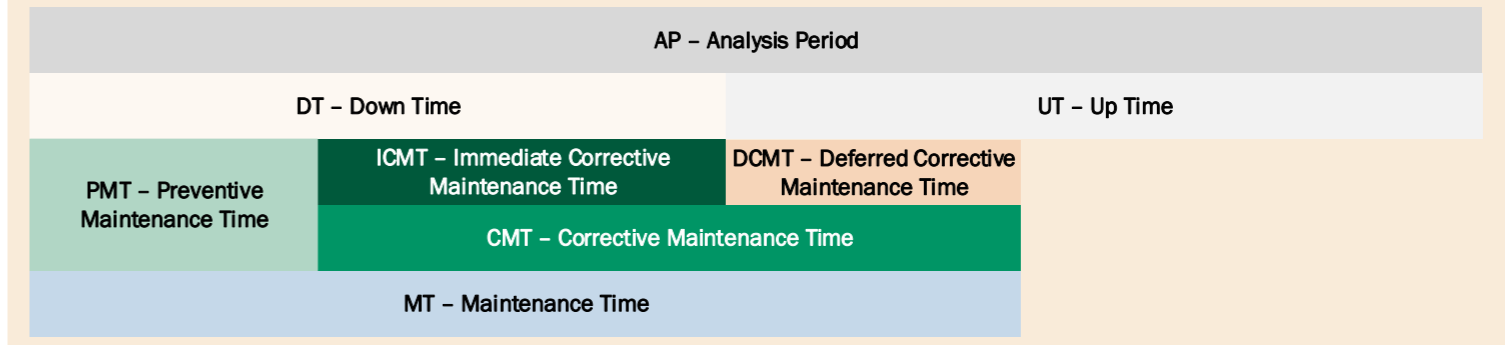 AP – Analysis Period
DT – Down Time
UT – Up Time
PMT – Preventive
Maintenance Time
ICMT – Immediate Corrective
Maintenance Time
DCMT – Deferred Corrective
Maintenance Time
CMT – Corrective Maintenance Time
MT – Maintenance Time